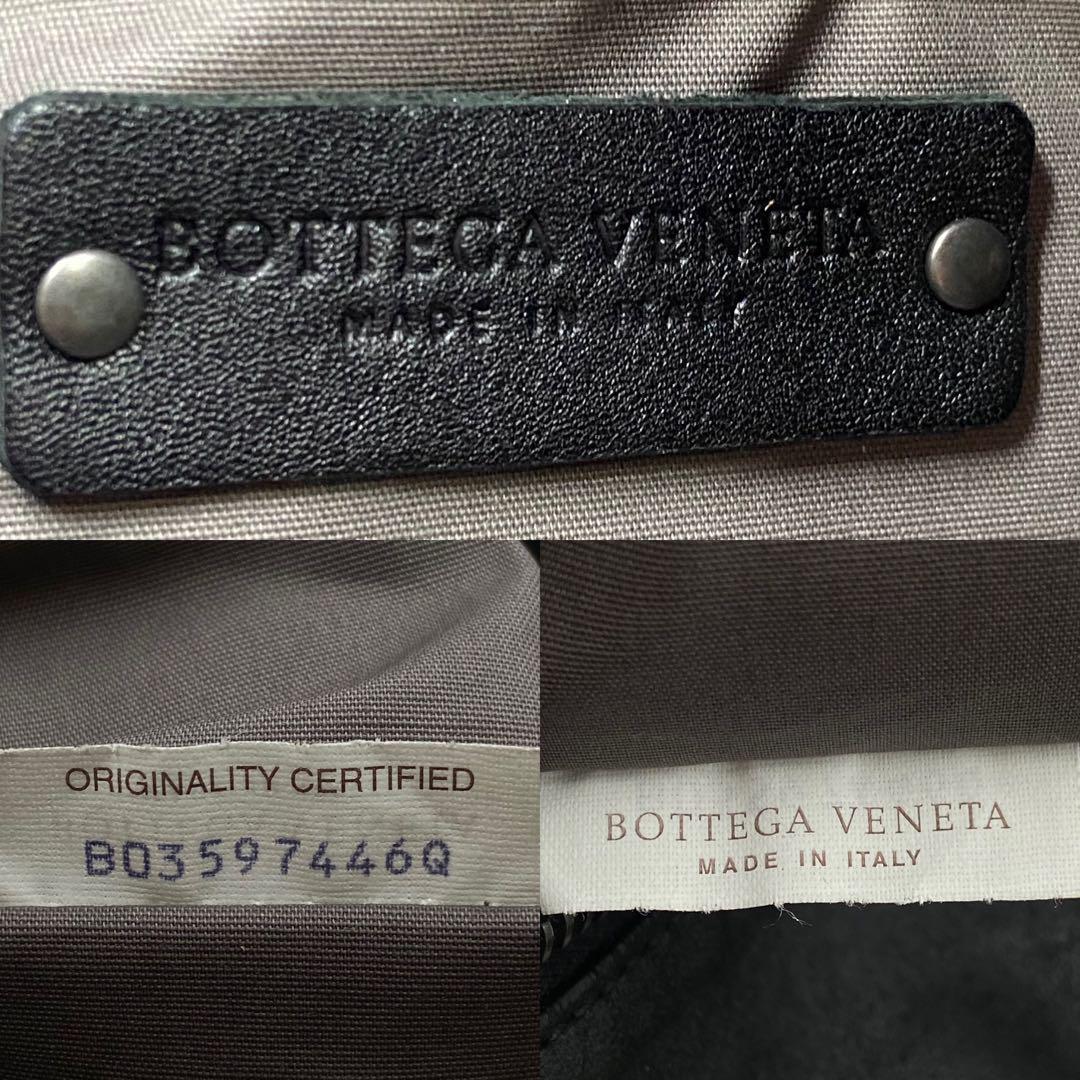 BOTTEGA VENETA
MADE IN ITALY
ORIGINALITY CERTIFIED
B03597446Q
BOTTEGA VENETA
MADE IN ITALY